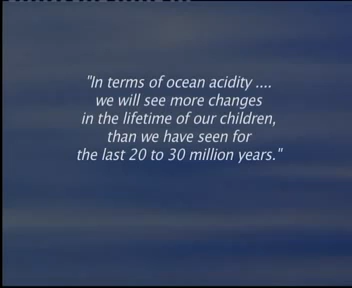 "In terms of ocean acidity ....
we will see more changes
in the lifetime of our children,
than we have seen for
the last 20 to 30 million years."